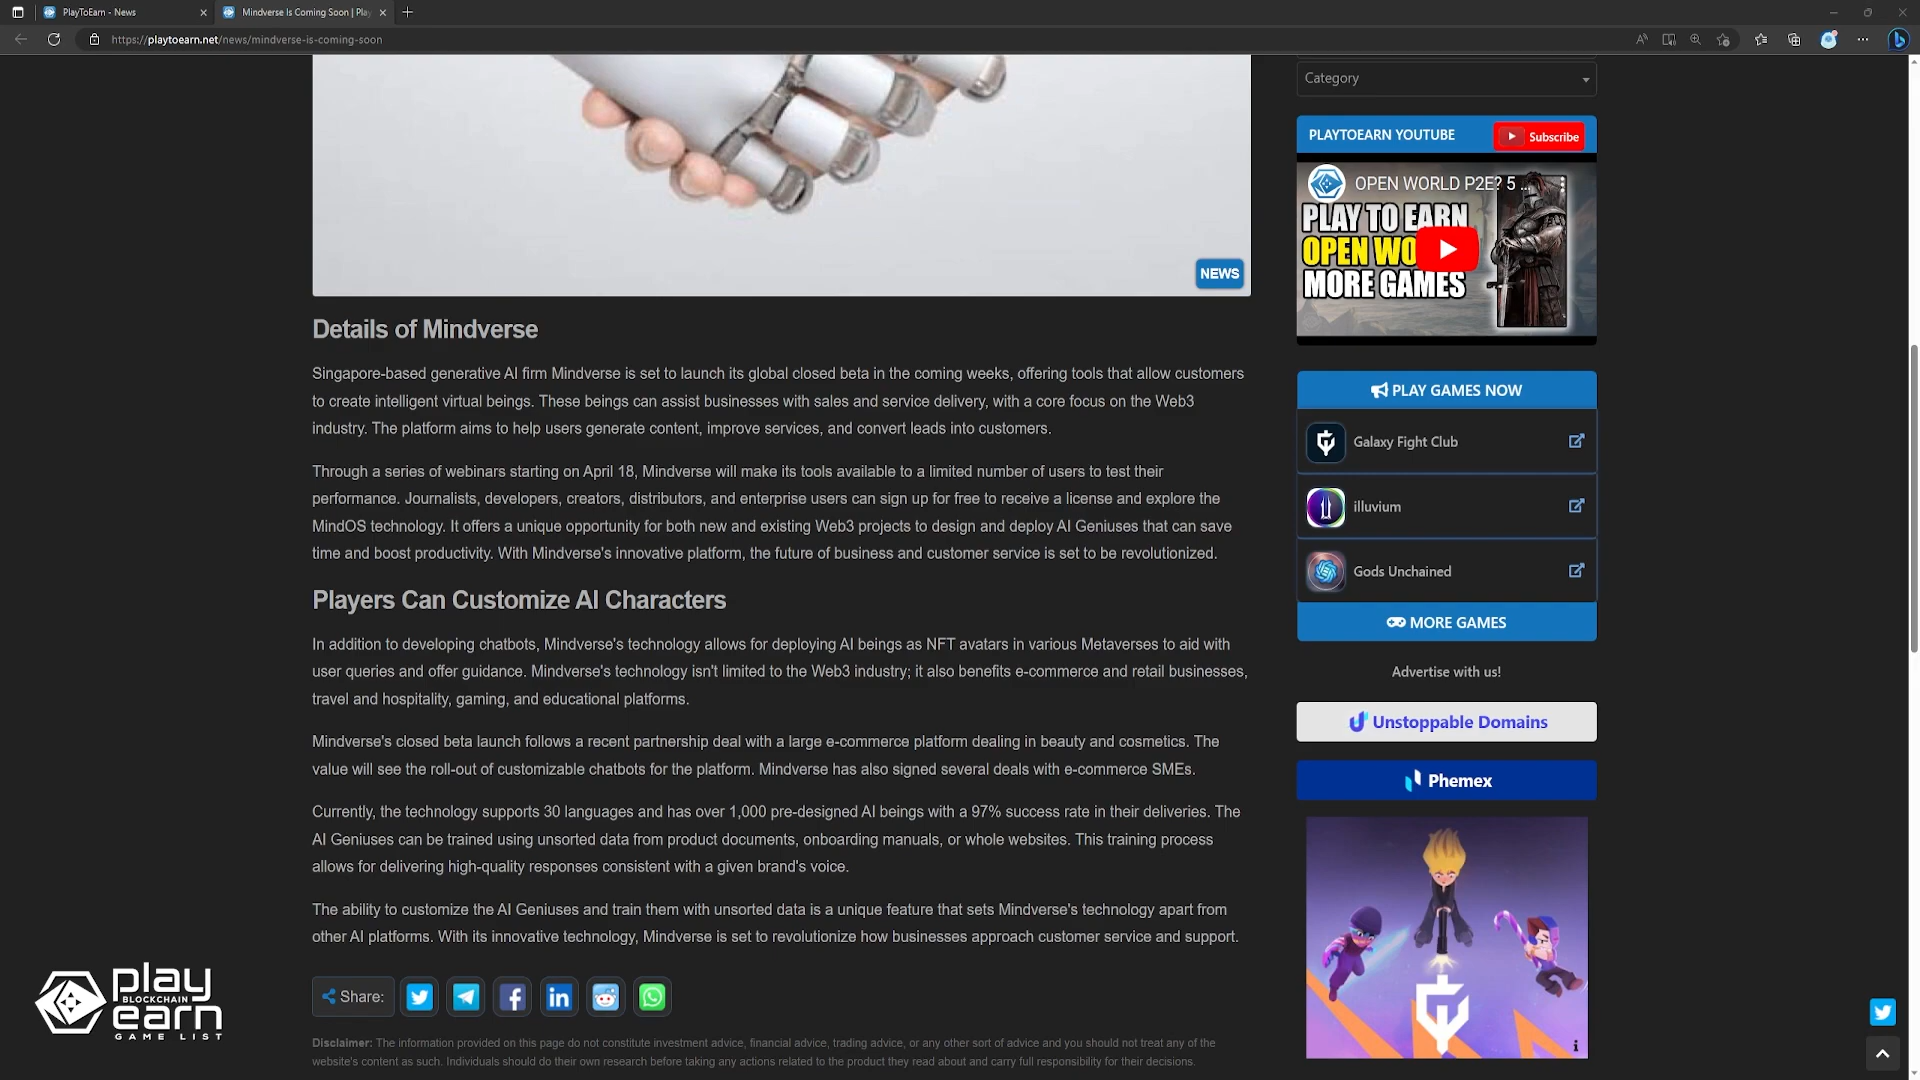 PlayToEarn - News
Mindverse Is Coming Soon | Play
https://playtoearn.net/news/mindverse-is-coming-soon
Category
PLAYTOEARN YOUTUBE
Subscribe
OPEN WORLD P2E? 5 ...
PLAY TO EARN
OPEN WO
MORE GAMES
NEWS
Details of Mindverse
Singapore-based generative AI firm Mindverse is set to launch its global closed beta in the coming weeks, offering tools that allow customers
to create intelligent virtual beings. These beings can assist businesses with sales and service delivery, with a core focus on the Web3
industry. The platform aims to help users generate content, improve services, and convert leads into customers.
Through a series of webinars starting on April 18, Mindverse will make its tools available to a limited number of users to test their
performance. Journalists, developers, creators, distributors, and enterprise users can sign up for free to receive a license and explore the
MindOS technology. It offers a unique opportunity for both new and existing Web3 projects to design and deploy AI Geniuses that can save
time and boost productivity. With Mindverse's innovative platform, the future of business and customer service is set to be revolutionized.
Players Can Customize AI Characters
In addition to developing chatbots, Mindverse's technology allows for deploying AI beings as NFT avatars in various Metaverses to aid with
user queries and offer guidance. Mindverse's technology isn't limited to the Web3 industry; it also benefits e-commerce and retail businesses,
travel and hospitality, gaming, and educational platforms.
Mindverse's closed beta launch follows a recent partnership deal with a large e-commerce platform dealing in beauty and cosmetics. The
value will see the roll-out of customizable chatbots for the platform. Mindverse has also signed several deals with e-commerce SMEs.
Currently, the technology supports 30 languages and has over 1,000 pre-designed AI beings with a 97% success rate in their deliveries. The
AI Geniuses can be trained using unsorted data from product documents, onboarding manuals, or whole websites. This training process
allows for delivering high-quality responses consistent with a given brand's voice.
The ability to customize the AI Geniuses and train them with unsorted data is a unique feature that sets Mindverse's technology apart from
other AI platforms. With its innovative technology, Mindverse is set to revolutionize how businesses approach customer service and support.
Share:
Disclaimer: The information provided on this page do not constitute investment advice, financial advice, trading advice, or any other sort of advice and you should not treat any of the
website's content as such. Individuals should do their own research before taking any actions related to the product they read about and carry full responsibility for their decisions.
PLAY GAMES NOW
Galaxy Fight Club
illuvium
Gods Unchained
MORE GAMES
Advertise with us!
Unstoppable Domains
Phemex
play
BLOCKCHAIN
earn
GAME LIST